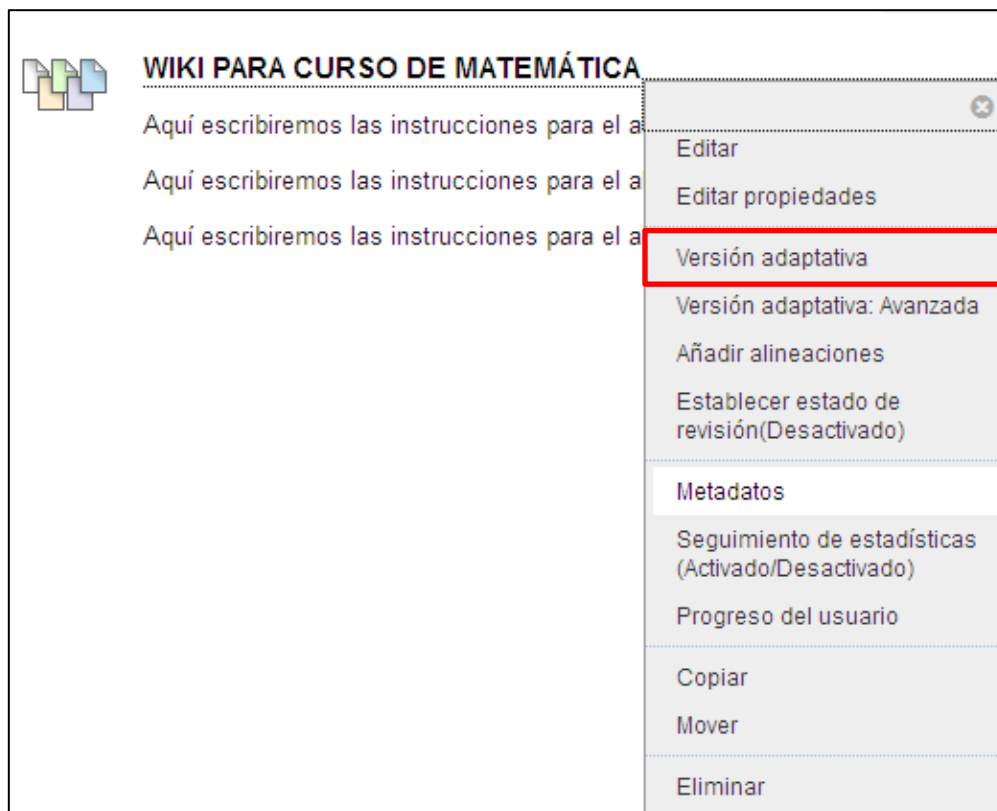 WIKI PARA CURSO DE MATEMÁTICA
Aquí escribiremos las instrucciones para el a
Aquí escribiremos las instrucciones para el a
Aquí escribiremos las instrucciones para el a
Editar
Editar propiedades
Versión adaptativa
Versión adaptativa: Avanzada
Añadir alineaciones
Establecer estado de
revisión(Desactivado)
Metadatos
Seguimiento de estadísticas
(Activado/Desactivado)
Progreso del usuario
Copiar
Mover
Eliminar